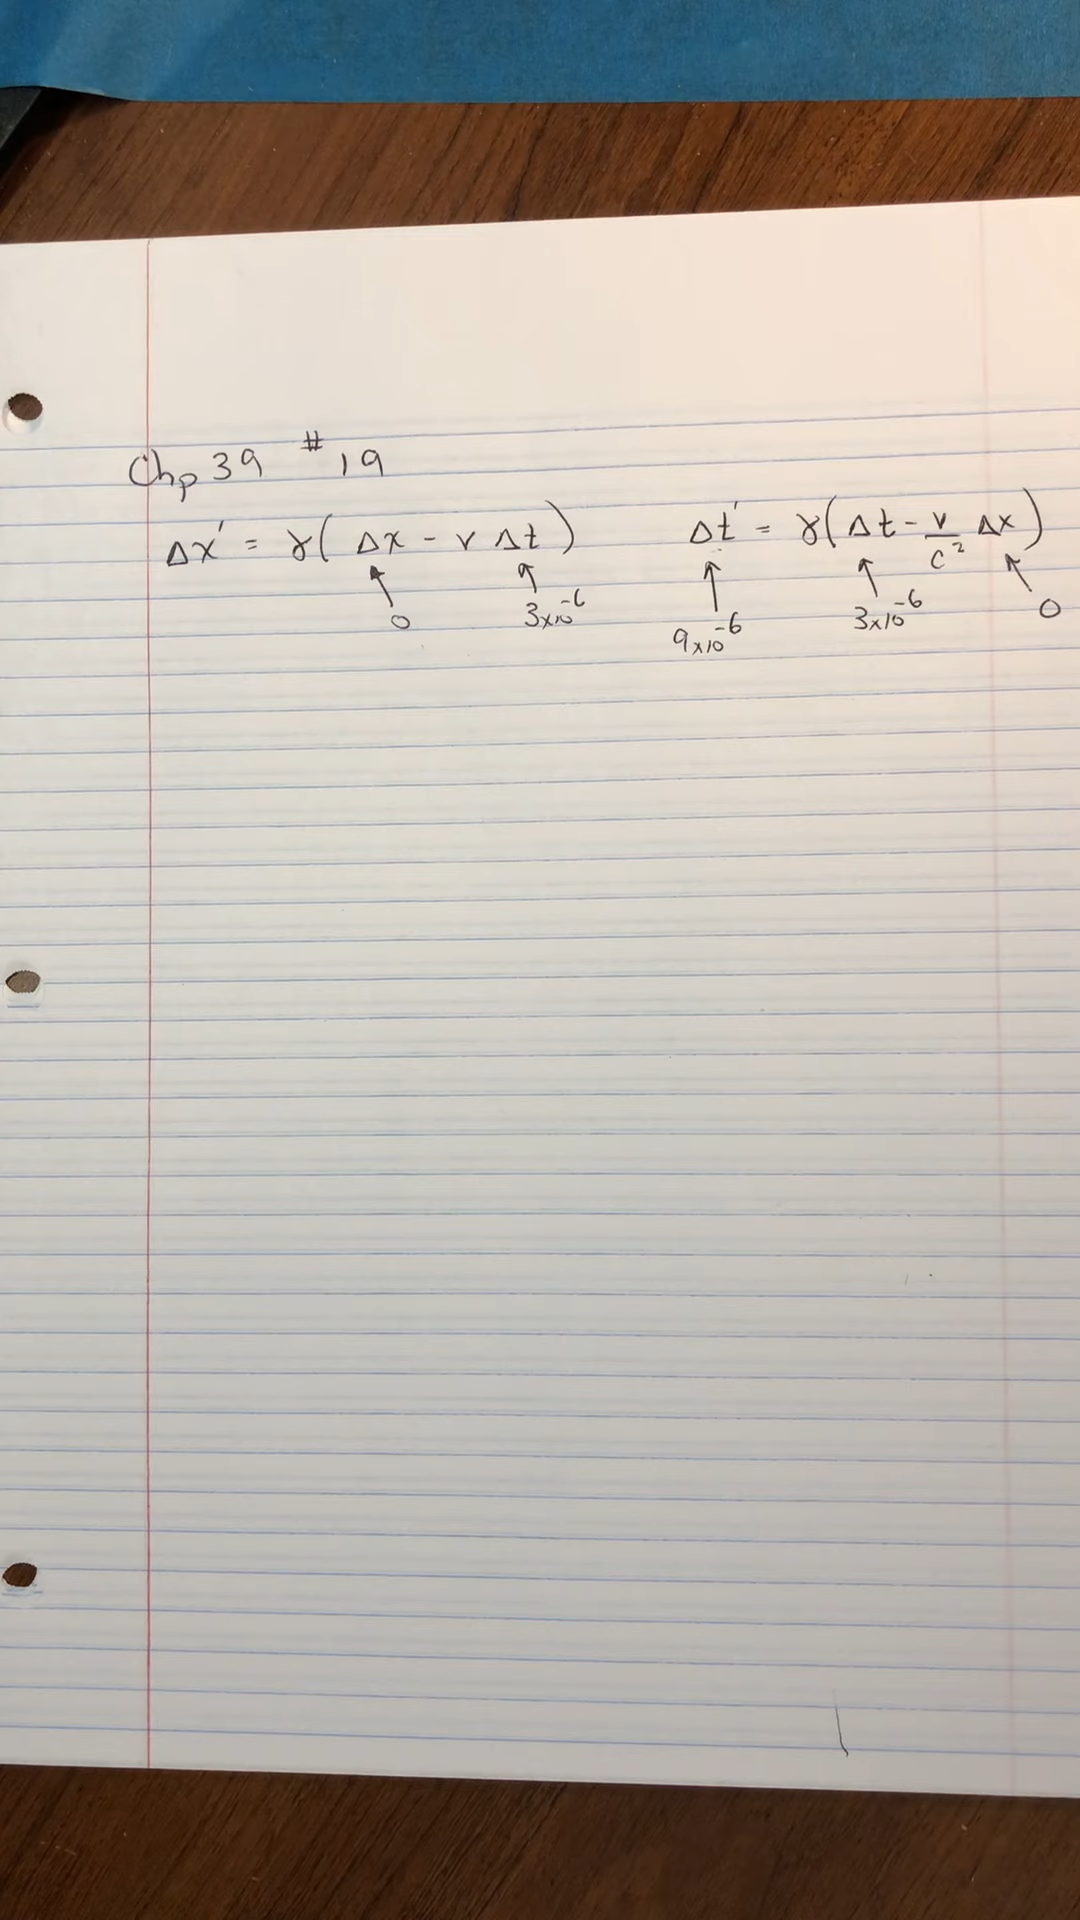 Chp 39 # 19
Δx' = γ( Δx - v Δt ) Δt' = γ( Δt - v/c² Δx )
↑ 0 ↑ 3x10⁻⁶ ↑ 9x10⁻⁶ ↑ 3x10⁻⁶ ↑ 0